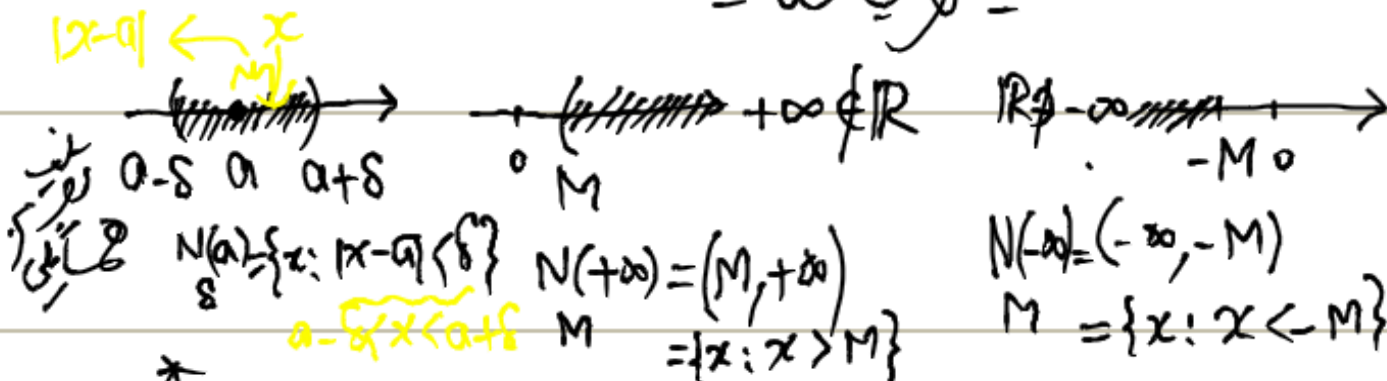 |x-a| ← x
+∞ ∉ ℝ ℝ ∌ -∞
a-δ a a+δ 0 M -M 0
N_δ(a) = {x: |x-a| < δ} N_M(+∞) = (M, +∞) N_M(-∞) = (-∞, -M)
a-δ < x < a+δ = {x: x > M} = {x: x < -M}
*